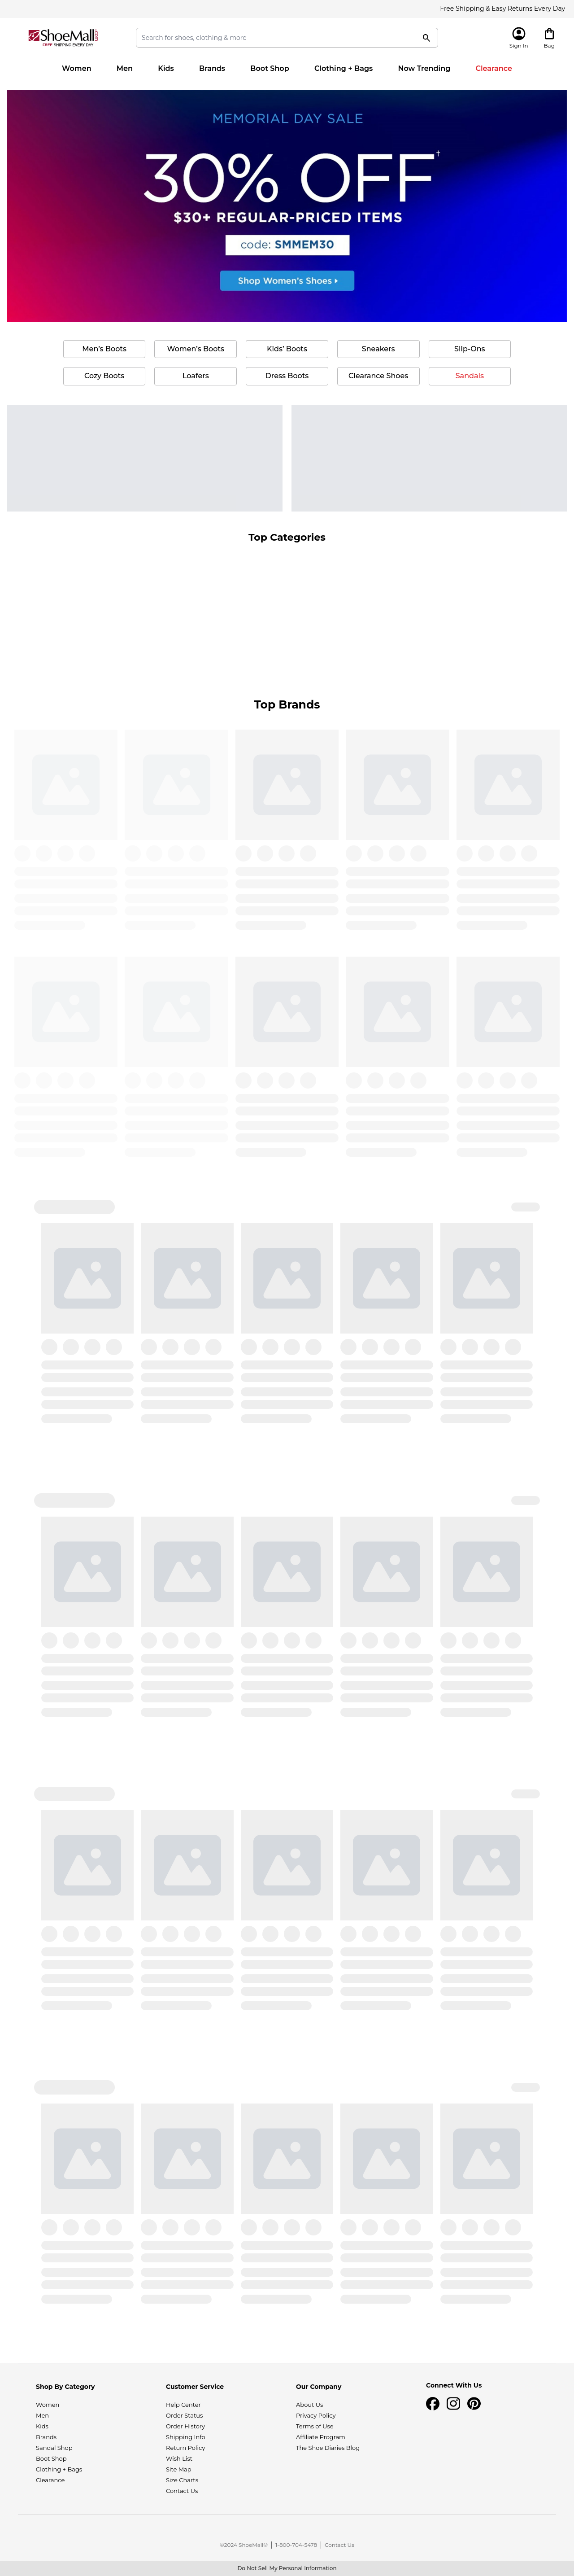 Free Shipping & Easy Returns Every Day
ShoeMall
FREE SHIPPING EVERY DAY
Search for shoes, clothing & more
Sign In
Bag
Women
Men
Kids
Brands
Boot Shop
Clothing + Bags
Now Trending
Clearance
MEMORIAL DAY SALE
30% OFF†
$30+ REGULAR-PRICED ITEMS
code: SMMEM30
Shop Women's Shoes
Men's Boots
Women's Boots
Kids' Boots
Sneakers
Slip-Ons
Cozy Boots
Loafers
Dress Boots
Clearance Shoes
Sandals
Top Categories
Top Brands
Shop By Category
Women
Men
Kids
Brands
Sandal Shop
Boot Shop
Clothing + Bags
Clearance
Customer Service
Help Center
Order Status
Order History
Shipping Info
Return Policy
Wish List
Site Map
Size Charts
Contact Us
Our Company
About Us
Privacy Policy
Terms of Use
Affiliate Program
The Shoe Diaries Blog
Connect With Us
©2024 ShoeMall® | 1-800-704-5478 | Contact Us
Do Not Sell My Personal Information